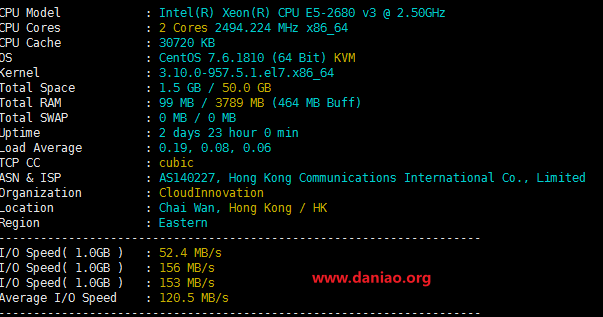 CPU Model : Intel(R) Xeon(R) CPU E5-2680 v3 @ 2.50GHz
CPU Cores : 2 Cores 2494.224 MHz x86_64
CPU Cache : 30720 KB
OS : CentOS 7.6.1810 (64 Bit) KVM
Kernel : 3.10.0-957.5.1.el7.x86_64
Total Space : 1.5 GB / 50.0 GB
Total RAM : 99 MB / 3789 MB (464 MB Buff)
Total SWAP : 0 MB / 0 MB
Uptime : 2 days 23 hour 0 min
Load Average : 0.19, 0.08, 0.06
TCP CC : cubic
ASN & ISP : AS140227, Hong Kong Communications International Co., Limited
Organization : CloudInnovation
Location : Chai Wan, Hong Kong / HK
Region : Eastern
----------------------------------------------------------------------
I/O Speed( 1.0GB ) : 52.4 MB/s
I/O Speed( 1.0GB ) : 156 MB/s
I/O Speed( 1.0GB ) : 153 MB/s
Average I/O Speed : 120.5 MB/s
www.daniao.org
----------------------------------------------------------------------